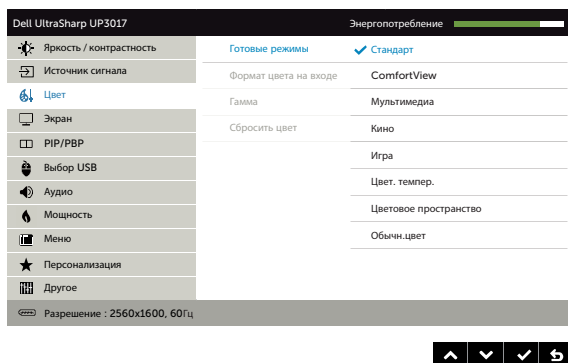 Dell UltraSharp UP3017
Энергопотребление
Яркость / контрастность
Источник сигнала
Цвет
Экран
PIP/PBP
Выбор USB
Аудио
Мощность
Меню
Персонализация
Другое
Готовые режимы
Формат цвета на входе
Гамма
Сбросить цвет
Стандарт
ComfortView
Мультимедиа
Кино
Игра
Цвет. темпер.
Цветовое пространство
Обычн.цвет
Разрешение : 2560x1600, 60Гц